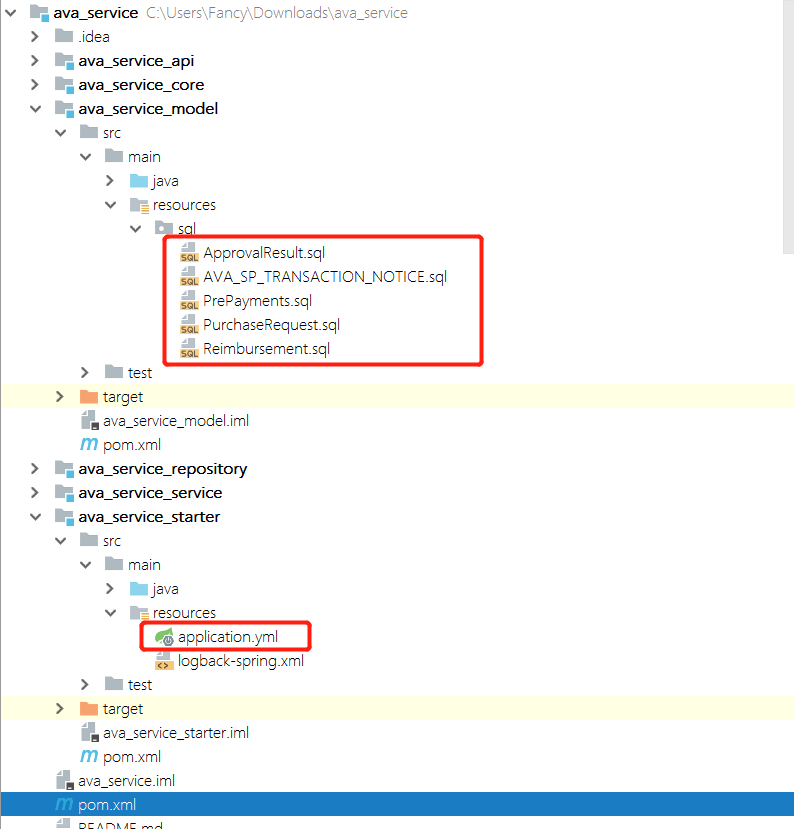 ava_service C:\Users\Fancy\Downloads\ava_service
.idea
ava_service_api
ava_service_core
ava_service_model
src
main
java
resources
sql
SQL ApprovalResult.sql
SQL AVA_SP_TRANSACTION_NOTICE.sql
SQL PrePayments.sql
SQL PurchaseRequest.sql
SQL Reimbursement.sql
test
target
ava_service_model.iml
m pom.xml
ava_service_repository
ava_service_service
ava_service_starter
src
main
java
resources
application.yml
logback-spring.xml
test
target
ava_service_starter.iml
m pom.xml
ava_service.iml
m pom.xml
README.md